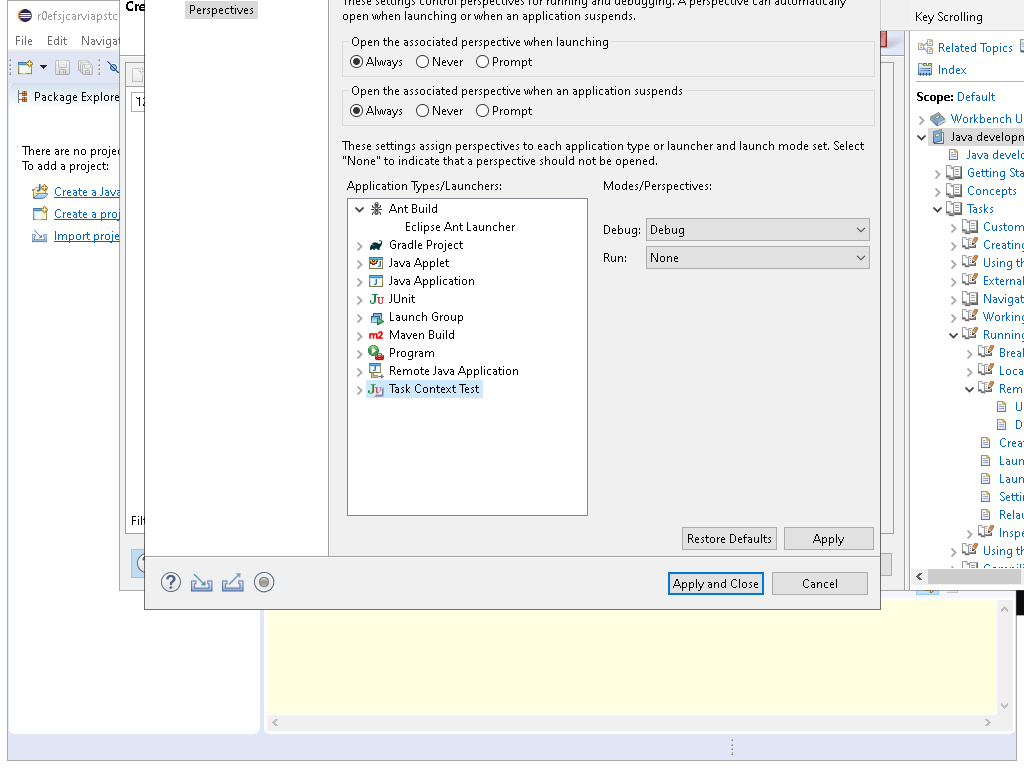 r0efsjcarviapstc
File Edit Navigat
Package Explore
There are no proje
To add a project:
Create a Java
Create a proj
Import proje
Cre
Perspectives
These settings control perspectives for running and debugging. A perspective can automatically
open when launching or when an application suspends.
Open the associated perspective when launching
Always Never Prompt
Open the associated perspective when an application suspends
Always Never Prompt
These settings assign perspectives to each application type or launcher and launch mode set. Select
"None" to indicate that a perspective should not be opened.
Application Types/Launchers: Modes/Perspectives:
Ant Build
Eclipse Ant Launcher
Gradle Project
Java Applet
Java Application
JUnit
Launch Group
Maven Build
Program
Remote Java Application
Task Context Test
Debug: Debug
Run: None
Filt
Restore Defaults Apply
Apply and Close Cancel
Key Scrolling
Related Topics
Index
Scope: Default
Workbench U
Java developn
Java develo
Getting Sta
Concepts
Tasks
Custom
Creating
Using th
External
Navigat
Working
Running
Brea
Loca
Rem
U
D
Crea
Laun
Laun
Setti
Relau
Inspe
Using th